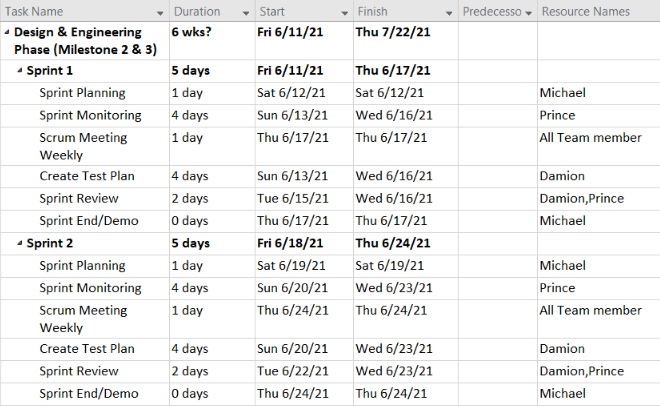 Task Name Duration Start Finish Predecesso Resource Names
Design & Engineering 6 wks? Fri 6/11/21 Thu 7/22/21
Phase (Milestone 2 & 3)
Sprint 1 5 days Fri 6/11/21 Thu 6/17/21
Sprint Planning 1 day Sat 6/12/21 Sat 6/12/21 Michael
Sprint Monitoring 4 days Sun 6/13/21 Wed 6/16/21 Prince
Scrum Meeting 1 day Thu 6/17/21 Thu 6/17/21 All Team member
Weekly
Create Test Plan 4 days Sun 6/13/21 Wed 6/16/21 Damion
Sprint Review 2 days Tue 6/15/21 Wed 6/16/21 Damion,Prince
Sprint End/Demo 0 days Thu 6/17/21 Thu 6/17/21 Michael
Sprint 2 5 days Fri 6/18/21 Thu 6/24/21
Sprint Planning 1 day Sat 6/19/21 Sat 6/19/21 Michael
Sprint Monitoring 4 days Sun 6/20/21 Wed 6/23/21 Prince
Scrum Meeting 1 day Thu 6/24/21 Thu 6/24/21 All Team member
Weekly
Create Test Plan 4 days Sun 6/20/21 Wed 6/23/21 Damion
Sprint Review 2 days Tue 6/22/21 Wed 6/23/21 Damion,Prince
Sprint End/Demo 0 days Thu 6/24/21 Thu 6/24/21 Michael